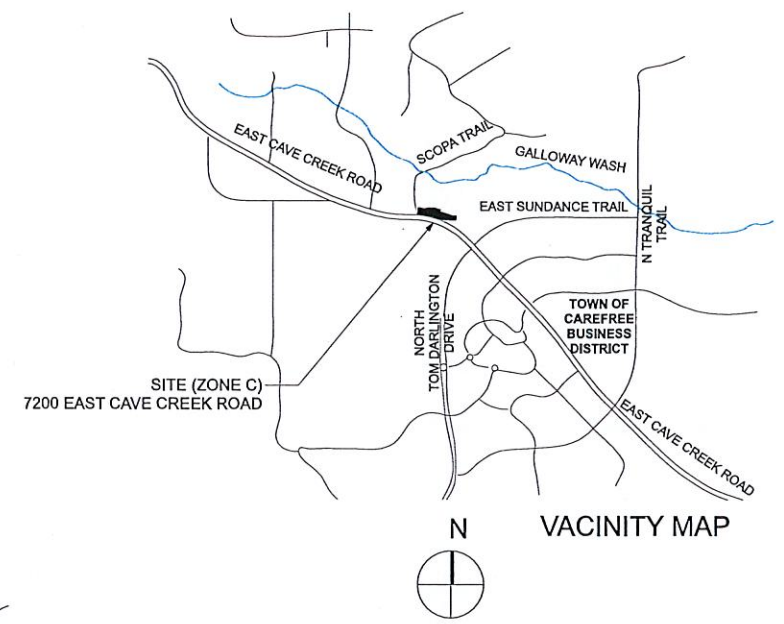 EAST CAVE CREEK ROAD
SCOPA TRAIL
GALLOWAY WASH
EAST SUNDANCE TRAIL
N TRANQUIL
TRAIL
NORTH
TOM DARLINGTON
DRIVE
TOWN OF
CAREFREE
BUSINESS
DISTRICT
SITE (ZONE C)
7200 EAST CAVE CREEK ROAD
EAST CAVE CREEK ROAD
VACINITY MAP
N